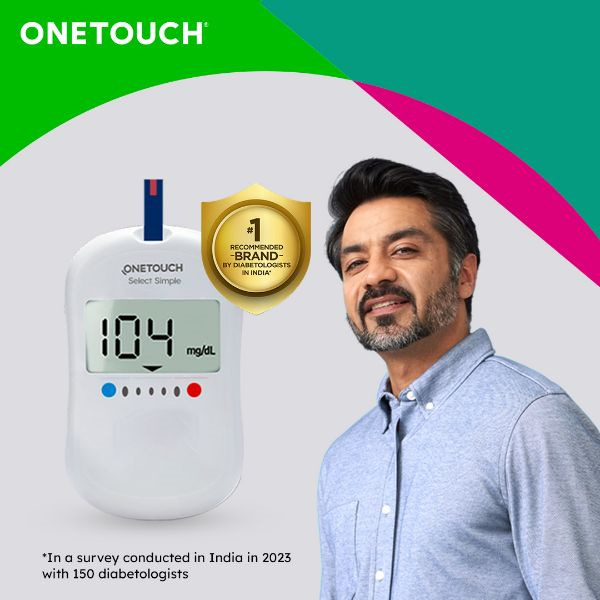 ONETOUCH®
#1
RECOMMENDED
-BRAND-
BY DIABETOLOGISTS
IN INDIA*
ONETOUCH
Select Simple
104 mg/dL
*In a survey conducted in India in 2023
with 150 diabetologists